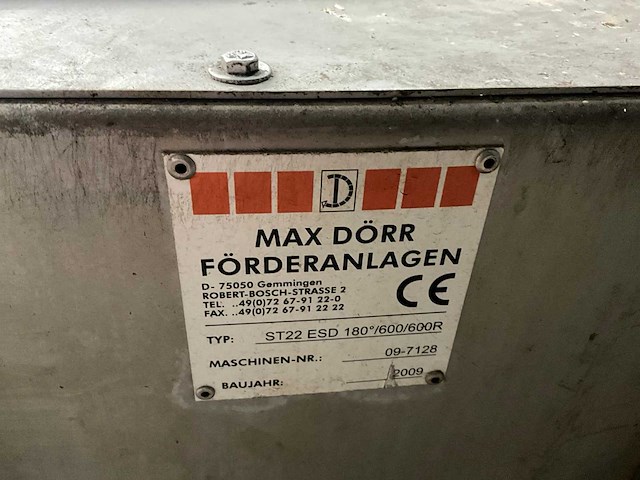 D
MAX DÖRR
FÖRDERANLAGEN
D- 75050 Gemmingen
ROBERT-BOSCH-STRASSE 2
TEL. ..49(0)72 67-91 22-0
FAX. ..49(0)72 67-91 22 22
CE
TYP: ST22 ESD 180°/600/600R
MASCHINEN-NR.: 09-7128
BAUJAHR: 2009